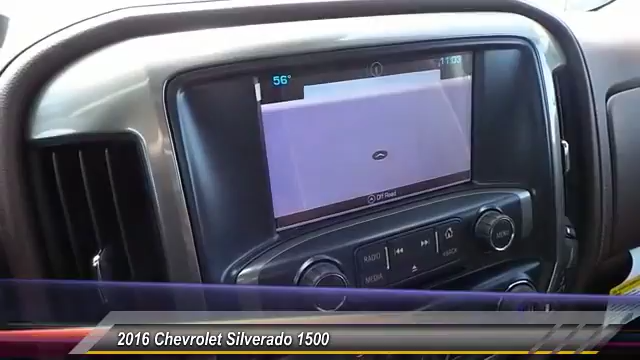 56°
11:03
Off Road
RADIO
MEDIA
BACK
MENU
2016 Chevrolet Silverado 1500